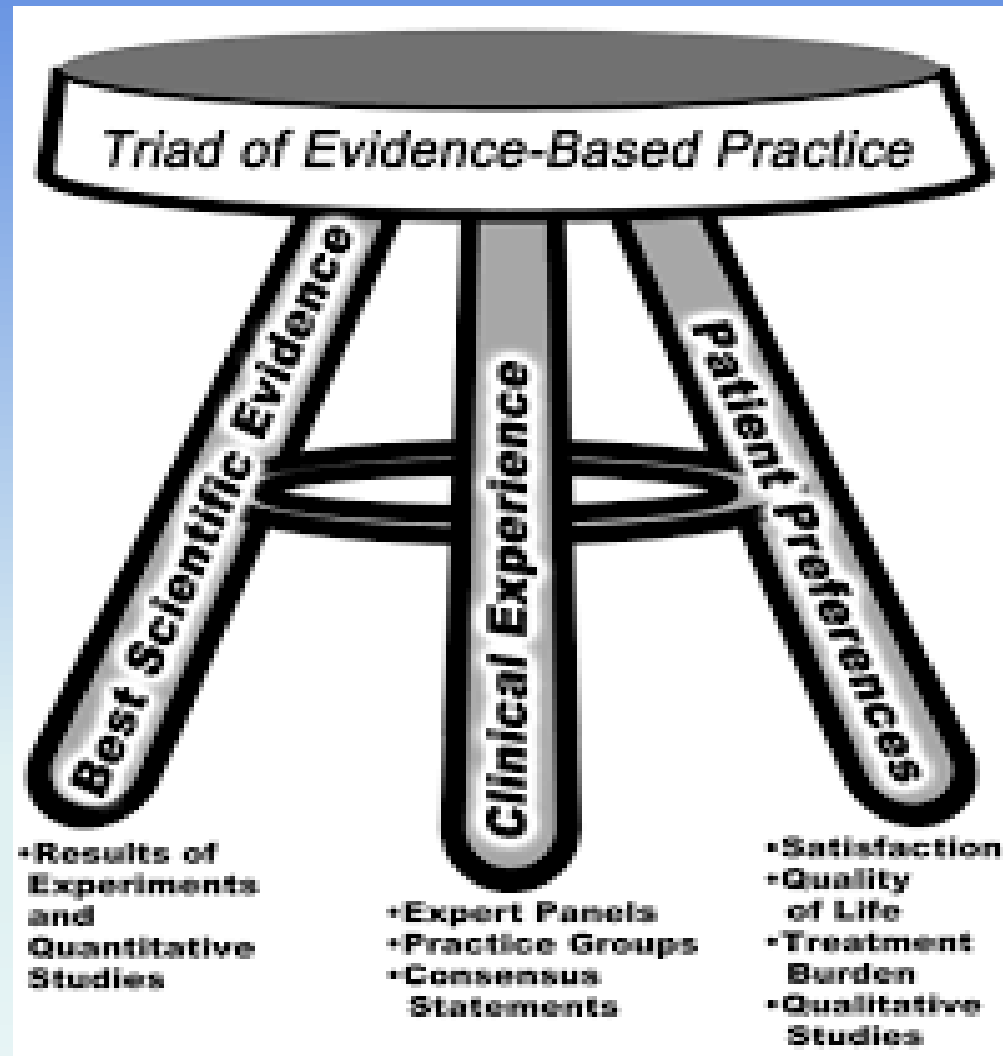 Triad of Evidence-Based Practice
Best Scientific Evidence
Clinical Experience
Patient Preferences
•Results of
Experiments
and
Quantitative
Studies
•Expert Panels
•Practice Groups
•Consensus
Statements
•Satisfaction
•Quality
of Life
•Treatment
Burden
•Qualitative
Studies